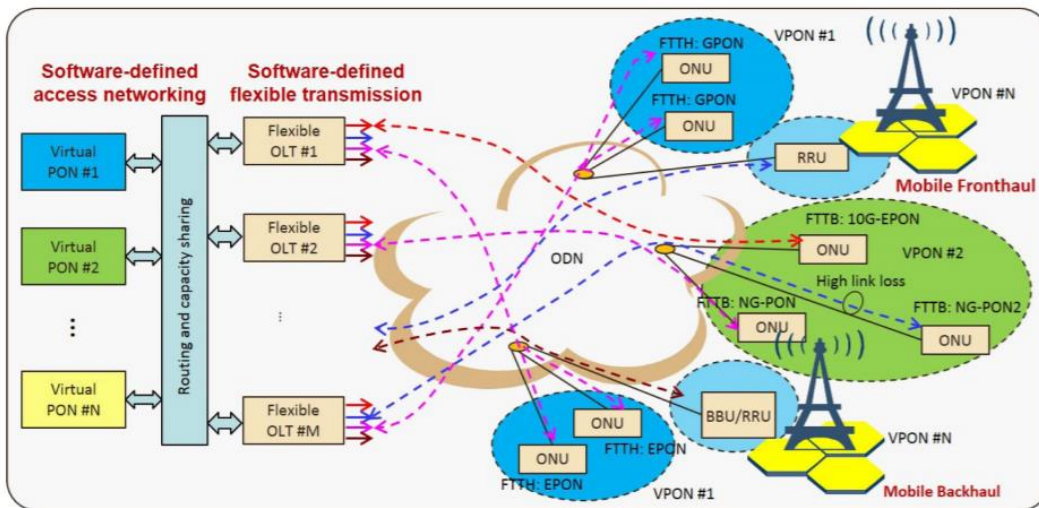 Software-defined
access networking
Software-defined
flexible transmission
Virtual
PON #1
Virtual
PON #2
...
Virtual
PON #N
Routing and capacity sharing
Flexible
OLT #1
Flexible
OLT #2
...
Flexible
OLT #M
ODN
FTTH: GPON
ONU
FTTH: GPON
ONU
VPON #1
RRU
VPON #N
Mobile Fronthaul
FTTB: 10G-EPON
ONU
VPON #2
High link loss
FTTB: NG-PON
ONU
FTTB: NG-PON2
ONU
ONU
FTTH: EPON
ONU
FTTH: EPON
VPON #1
BBU/RRU
VPON #N
Mobile Backhaul